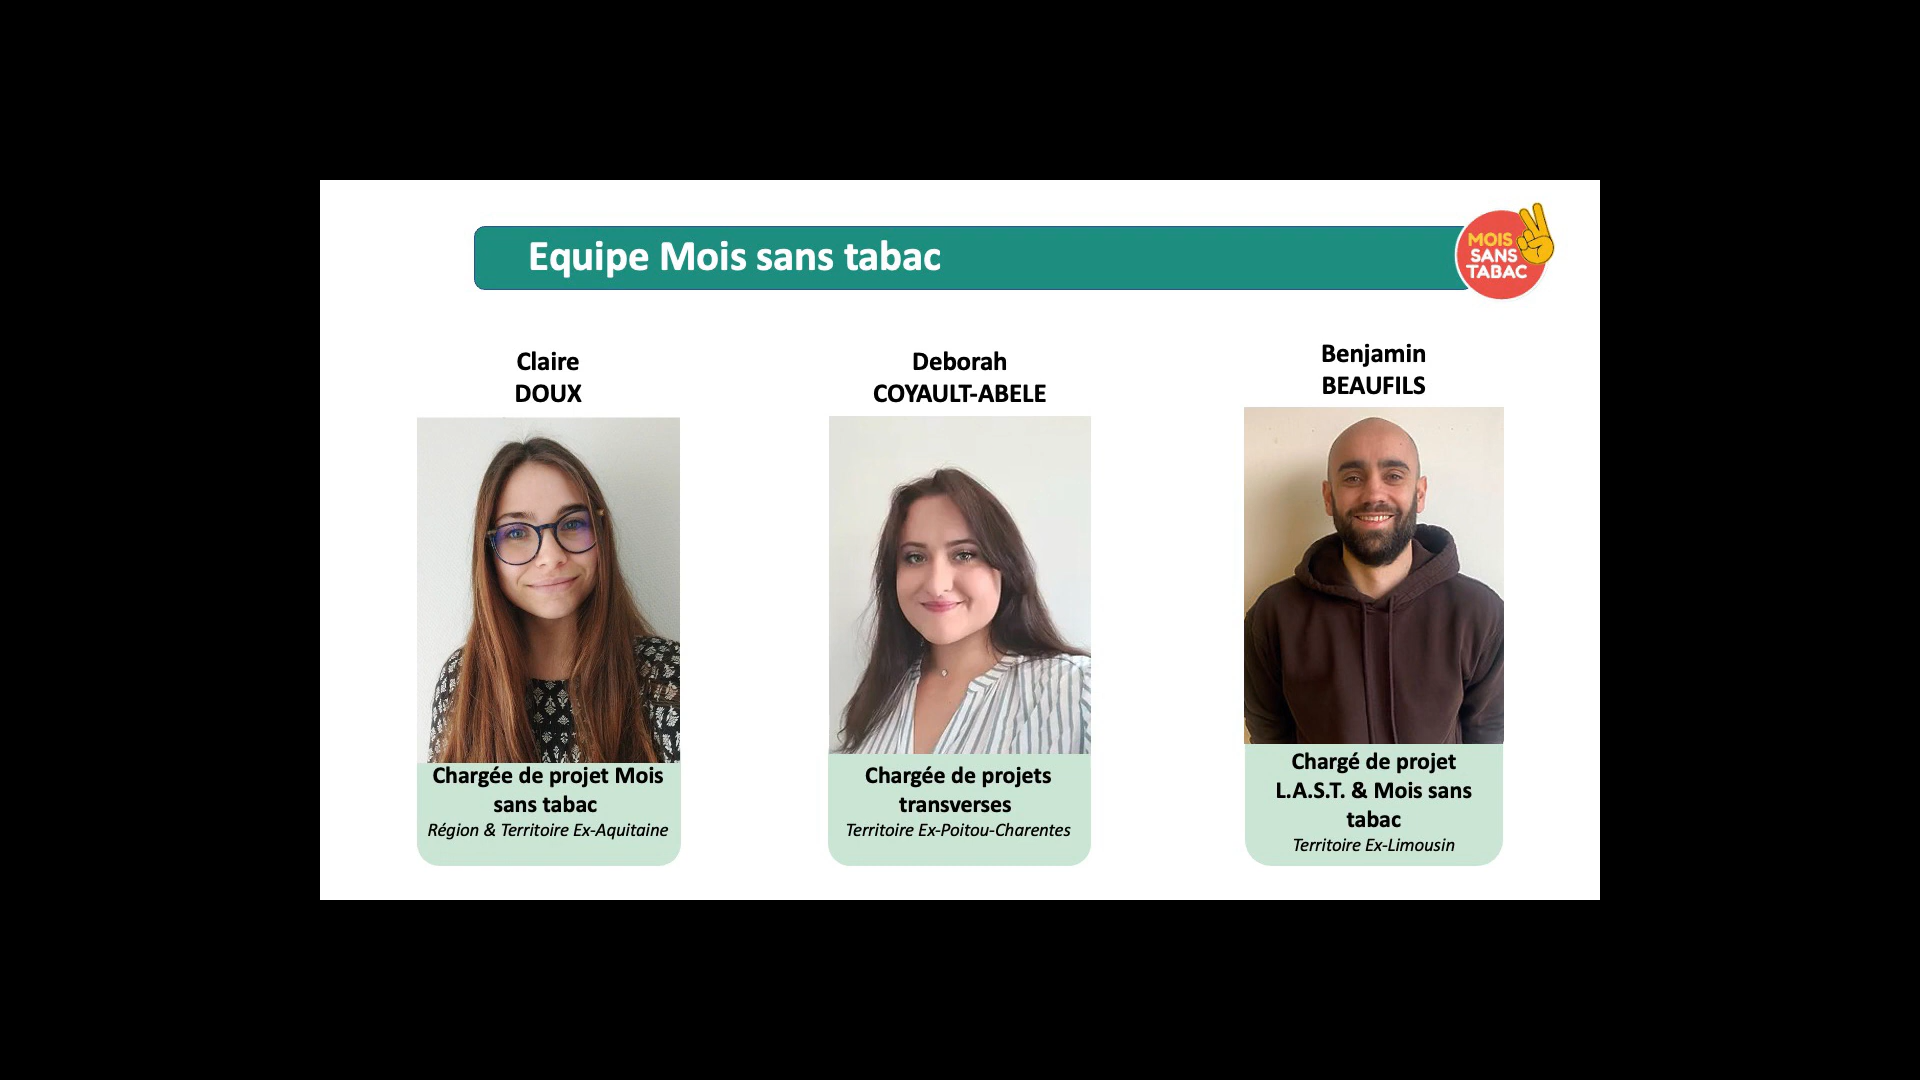 Equipe Mois sans tabac
MOIS
SANS
TABAC
Claire
DOUX
Chargée de projet Mois
sans tabac
Région & Territoire Ex-Aquitaine
Deborah
COYAULT-ABELE
Chargée de projets
transverses
Territoire Ex-Poitou-Charentes
Benjamin
BEAUFILS
Chargé de projet
L.A.S.T. & Mois sans
tabac
Territoire Ex-Limousin